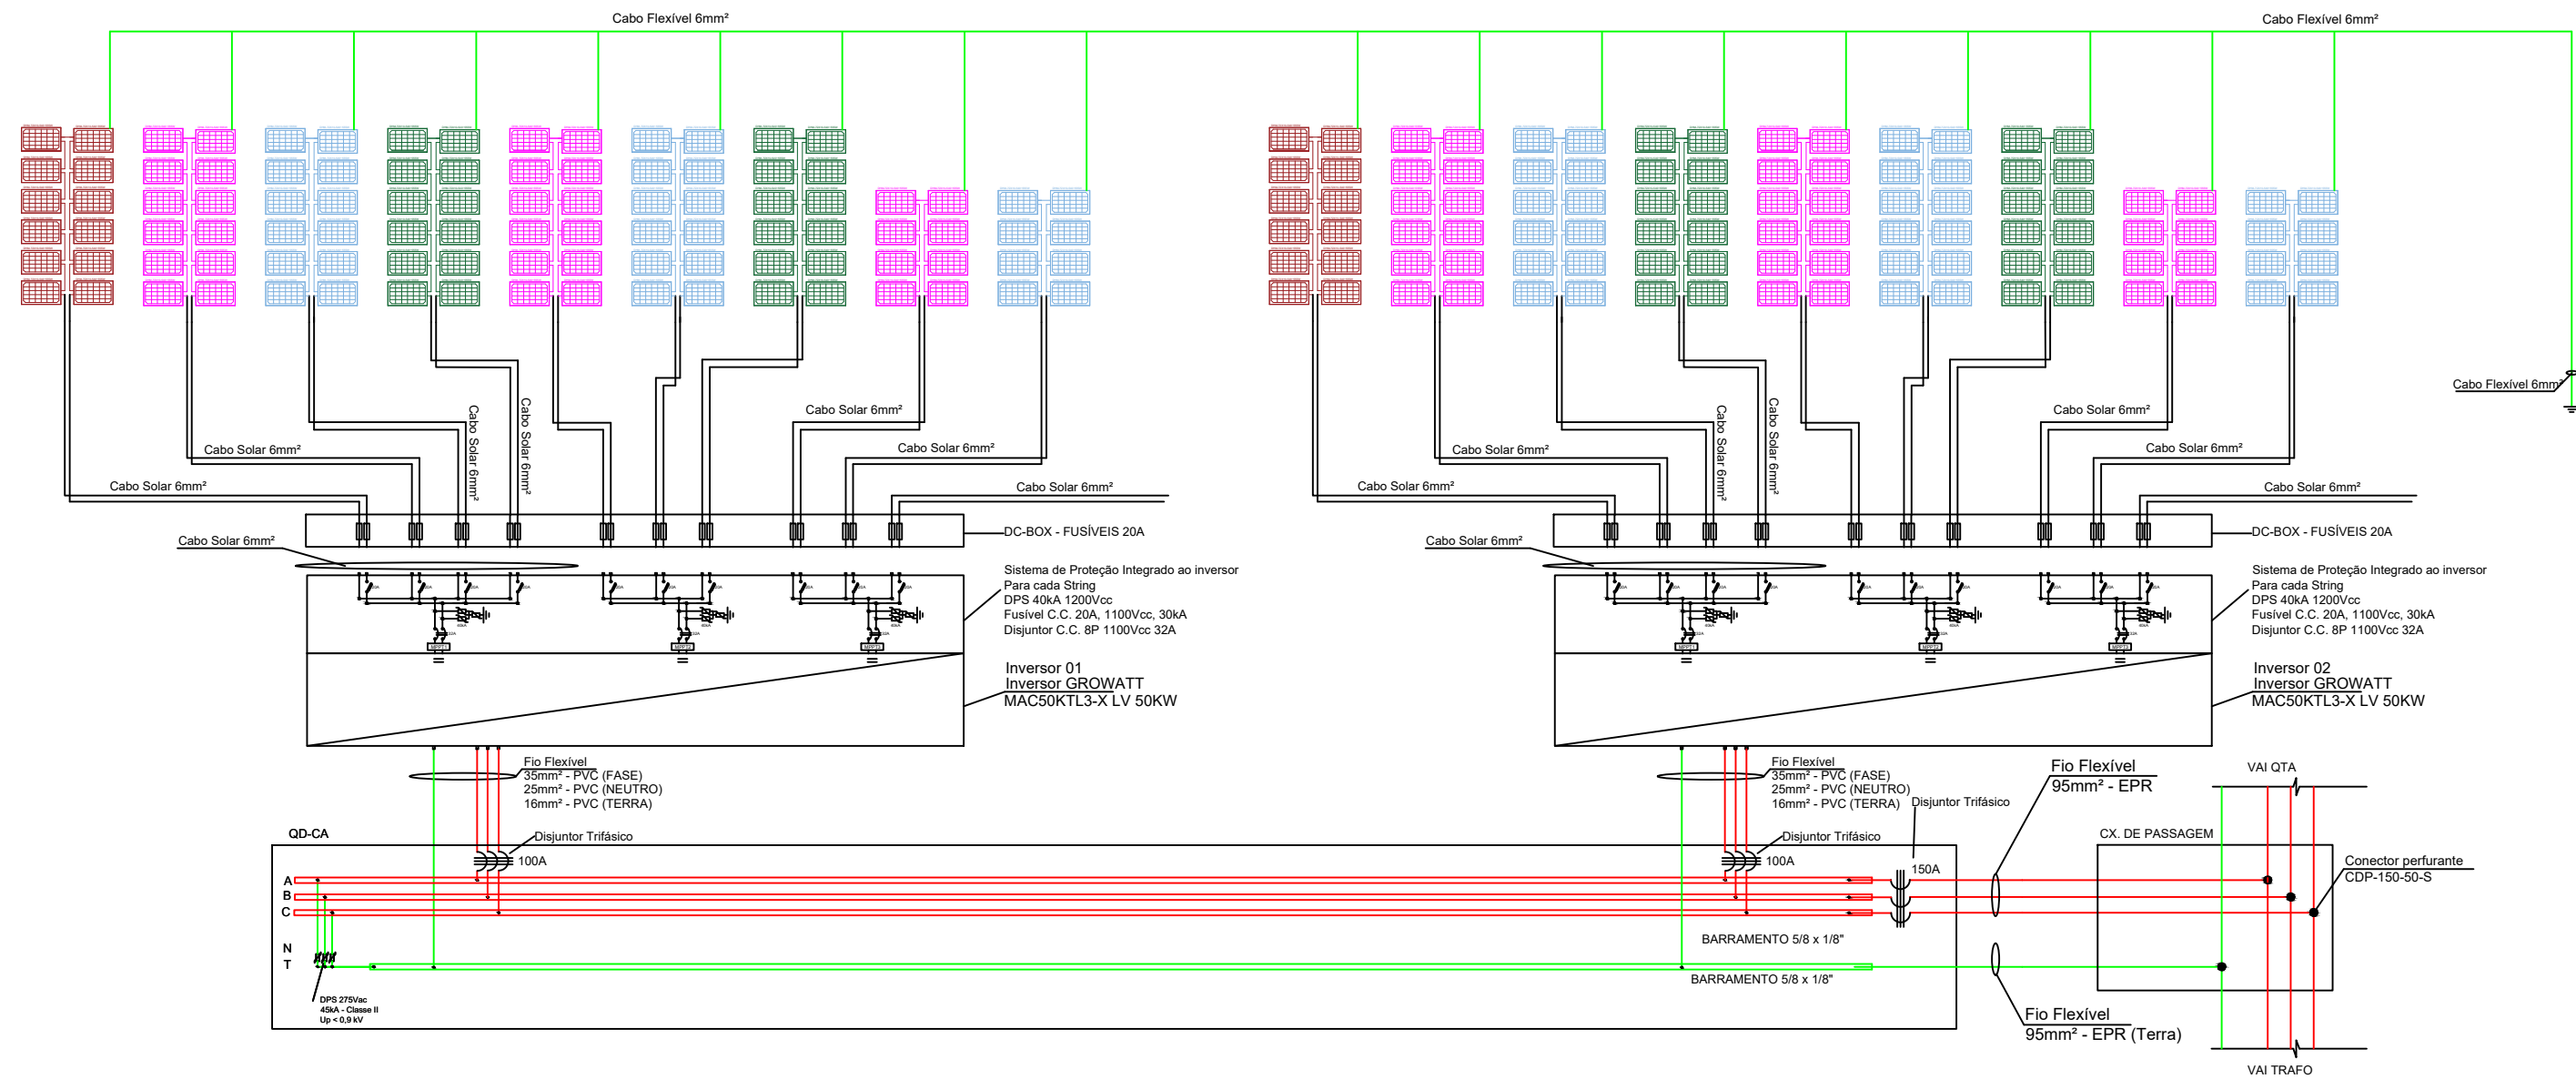 Cabo Flexível 6mm²
Cabo Flexível 6mm²
Cabo Flexível 6mm²
Cabo Solar 6mm²
Cabo Solar 6mm²
Cabo Solar 6mm²
Cabo Solar 6mm²
Cabo Solar 6mm²
Cabo Solar 6mm²
Cabo Solar 6mm²
DC-BOX - FUSÍVEIS 20A
Cabo Solar 6mm²
Sistema de Proteção Integrado ao inversor
Para cada String
DPS 40kA 1200Vcc
Fusível C.C. 20A, 1100Vcc, 30kA
Disjuntor C.C. 8P 1100Vcc 32A
MPPT1
MPPT2
MPPT3
Inversor 01
Inversor GROWATT
MAC50KTL3-X LV 50KW
Cabo Solar 6mm²
Cabo Solar 6mm²
Cabo Solar 6mm²
Cabo Solar 6mm²
Cabo Solar 6mm²
Cabo Solar 6mm²
Cabo Solar 6mm²
DC-BOX - FUSÍVEIS 20A
Cabo Solar 6mm²
Sistema de Proteção Integrado ao inversor
Para cada String
DPS 40kA 1200Vcc
Fusível C.C. 20A, 1100Vcc, 30kA
Disjuntor C.C. 8P 1100Vcc 32A
MPPT1
MPPT2
MPPT3
Inversor 02
Inversor GROWATT
MAC50KTL3-X LV 50KW
Fio Flexível
35mm² - PVC (FASE)
25mm² - PVC (NEUTRO)
16mm² - PVC (TERRA)
Fio Flexível
35mm² - PVC (FASE)
25mm² - PVC (NEUTRO)
16mm² - PVC (TERRA)
Disjuntor Trifásico
150A
Fio Flexível
95mm² - EPR
VAI QTA
QD-CA
Disjuntor Trifásico
100A
Disjuntor Trifásico
100A
CX. DE PASSAGEM
Conector perfurante
CDP-150-50-S
A
B
C
N
T
BARRAMENTO 5/8 x 1/8"
BARRAMENTO 5/8 x 1/8"
DPS 275Vac
45kA - Classe II
Up < 0,9 kV
Fio Flexível
95mm² - EPR (Terra)
VAI TRAFO